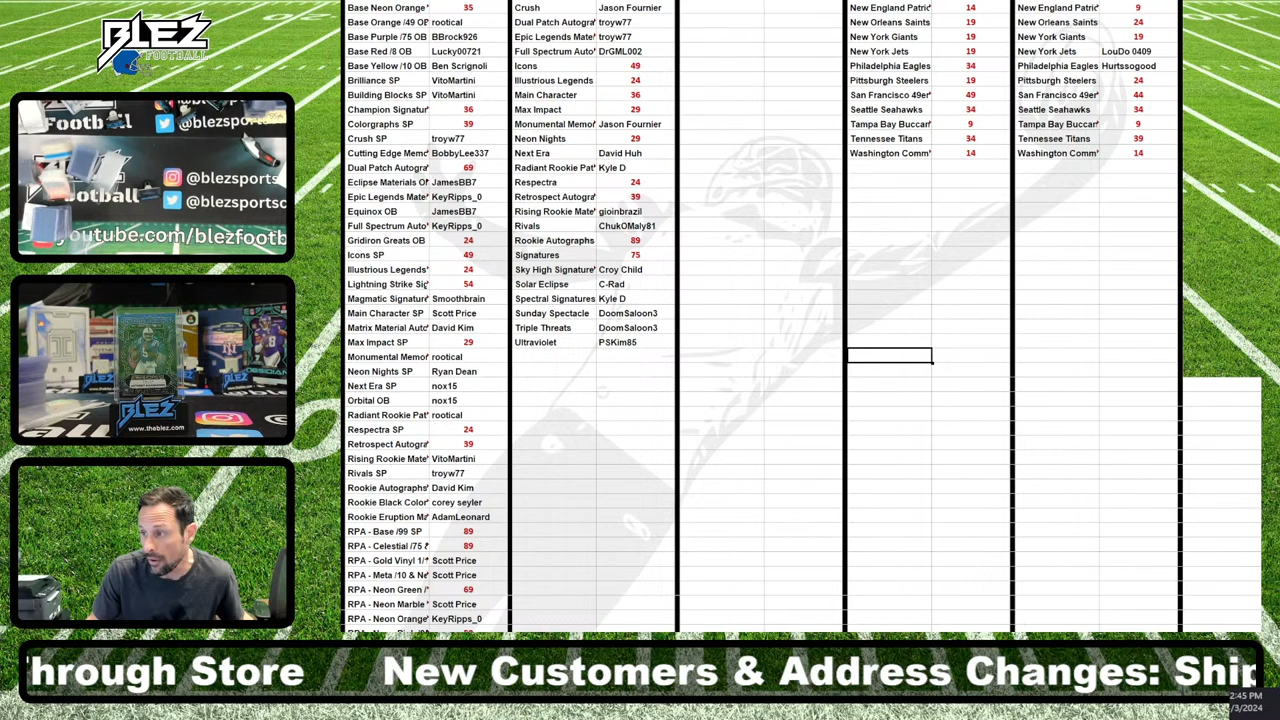 BLEZ
FOOTBALL
Football
@blezsports
@blezsports
@blezsportsc
youtube.com/blezfootb
BLEZ
www.theblez.com
Base Neon Orange 35
Base Orange /49 OB rootical
Base Purple /75 OB BBrock926
Base Red /8 OB Lucky00721
Base Yellow /10 OB Ben Scrignoli
Brilliance SP VitoMartini
Building Blocks SP VitoMartini
Champion Signatur 36
Colorgraphs SP 39
Crush SP troyw77
Cutting Edge Memo BobbyLee337
Dual Patch Autogra 69
Eclipse Materials OB JamesBB7
Epic Legends Mate KeyRipps_0
Equinox OB JamesBB7
Full Spectrum Auto KeyRipps_0
Gridiron Greats OB 24
Icons SP 49
Illustrious Legends 24
Lightning Strike Sig 54
Magmatic Signature Smoothbrain
Main Character SP Scott Price
Matrix Material Auto David Kim
Max Impact SP 29
Monumental Memor rootical
Neon Nights SP Ryan Dean
Next Era SP nox15
Orbital OB nox15
Radiant Rookie Pat rootical
Respectra SP 24
Retrospect Autogra 39
Rising Rookie Mate VitoMartini
Rivals SP troyw77
Rookie Autographs David Kim
Rookie Black Color corey seyler
Rookie Eruption Ma AdamLeonard
RPA - Base /99 SP 89
RPA - Celestial /75 89
RPA - Gold Vinyl 1/ Scott Price
RPA - Meta /10 & Ne Scott Price
RPA - Neon Green / 69
RPA - Neon Marble Scott Price
RPA - Neon Orange KeyRipps_0
Crush Jason Fournier
Dual Patch Autogra troyw77
Epic Legends Mate troyw77
Full Spectrum Auto DrGML002
Icons 49
Illustrious Legends 24
Main Character 36
Max Impact 29
Monumental Memor Jason Fournier
Neon Nights 29
Next Era David Huh
Radiant Rookie Pat Kyle D
Respectra 24
Retrospect Autogra 39
Rising Rookie Mate gioinbrazil
Rivals ChukOMaly81
Rookie Autographs 89
Signatures 75
Sky High Signature Croy Child
Solar Eclipse C-Rad
Spectral Signatures Kyle D
Sunday Spectacle DoomSaloon3
Triple Threats DoomSaloon3
Ultraviolet PSKim85
New England Patric 14
New Orleans Saints 19
New York Giants 19
New York Jets 19
Philadelphia Eagles 34
Pittsburgh Steelers 19
San Francisco 49er 49
Seattle Seahawks 34
Tampa Bay Buccan 9
Tennessee Titans 34
Washington Comm 14
New England Patric 9
New Orleans Saints 24
New York Giants 19
New York Jets LouDo 0409
Philadelphia Eagles Hurtssogood
Pittsburgh Steelers 24
San Francisco 49er 44
Seattle Seahawks 34
Tampa Bay Buccan 9
Tennessee Titans 39
Washington Comm 14
hrough Store New Customers & Address Changes: Ship
2:45 PM
/3/2024